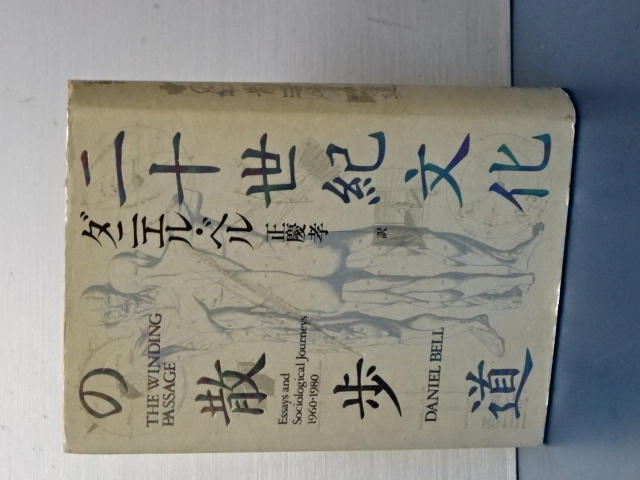 二十世紀文化
の散歩道
ダニエル・ベル
正慶孝
訳
THE WINDING
PASSAGE
Essays and
Sociological Journeys
1960-1980
DANIEL BELL